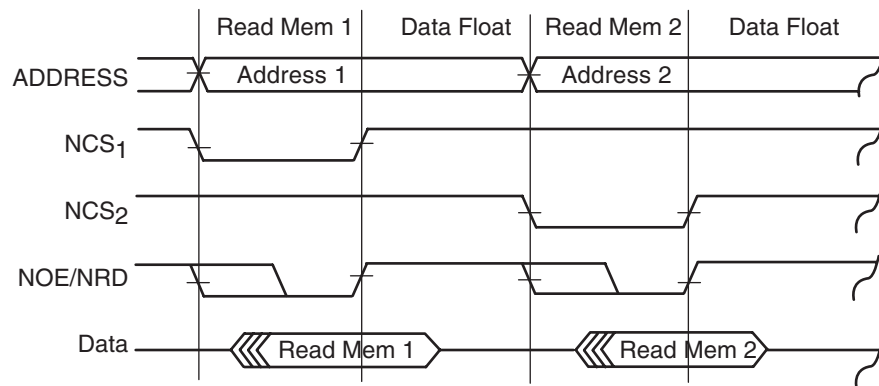 Read Mem 1 Data Float Read Mem 2 Data Float
ADDRESS Address 1 Address 2
NCS1
NCS2
NOE/NRD
Data Read Mem 1 Read Mem 2